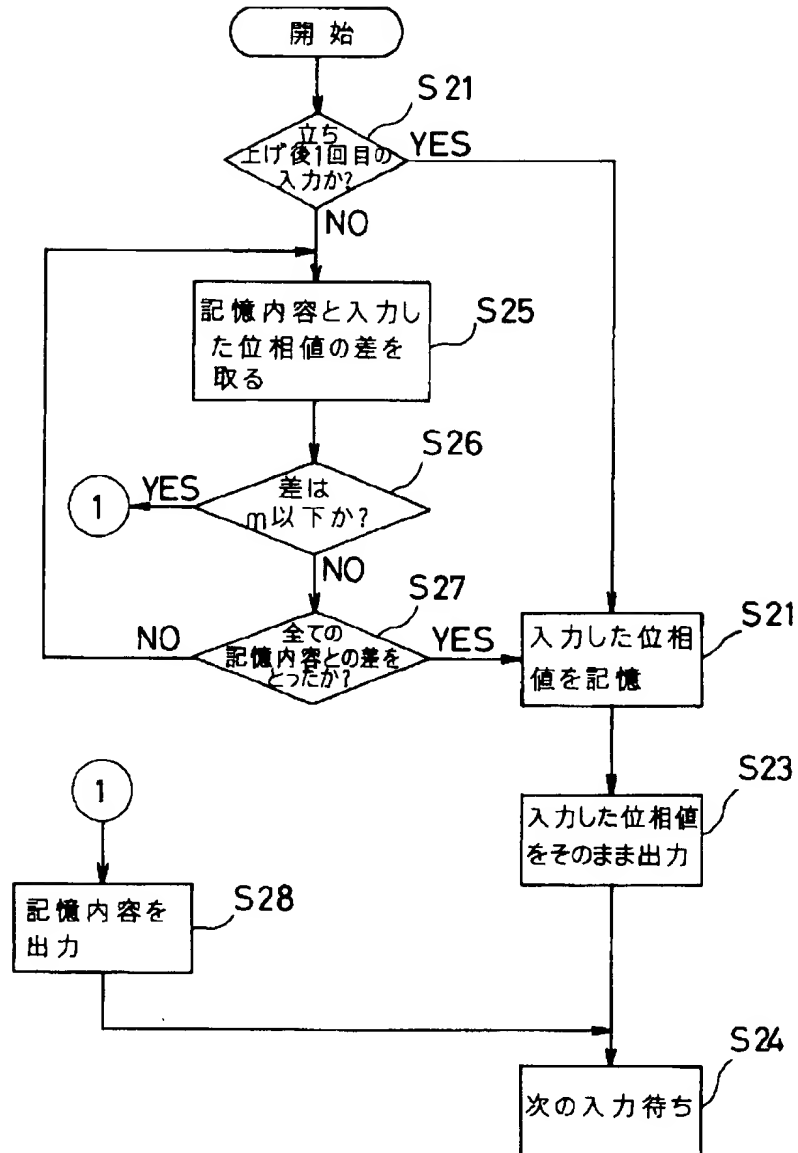 開始
S21
立ち
上げ後1回目の
入力か?
YES
NO
記憶内容と入力し
た位相値の差を
取る
S25
S26
差は
m以下か?
YES
1
NO
S27
全ての
記憶内容との差を
とったか?
NO
YES
S21
入力した位相
値を記憶
S23
入力した位相値
をそのまま出力
1
S28
記憶内容を
出力
S24
次の入力待ち